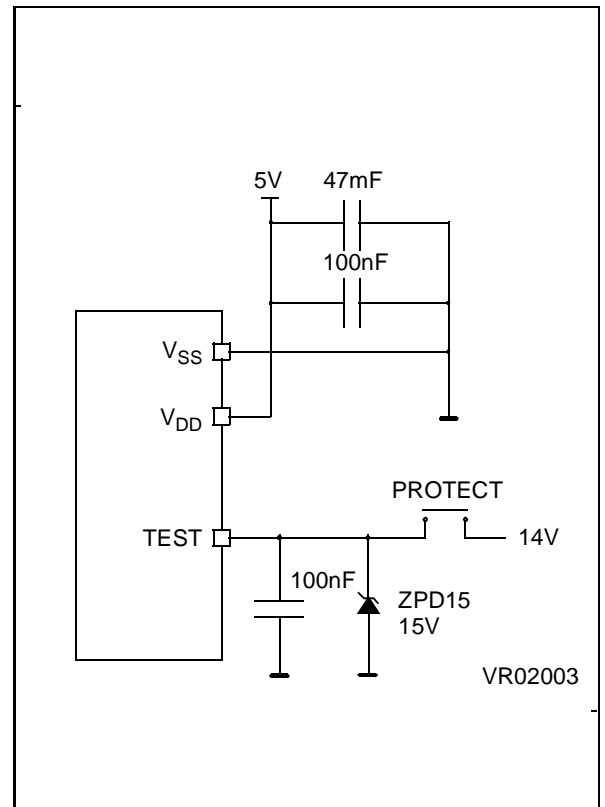 5V 47mF
100nF
VSS
VDD
PROTECT
TEST 14V
100nF ZPD15
15V
VR02003